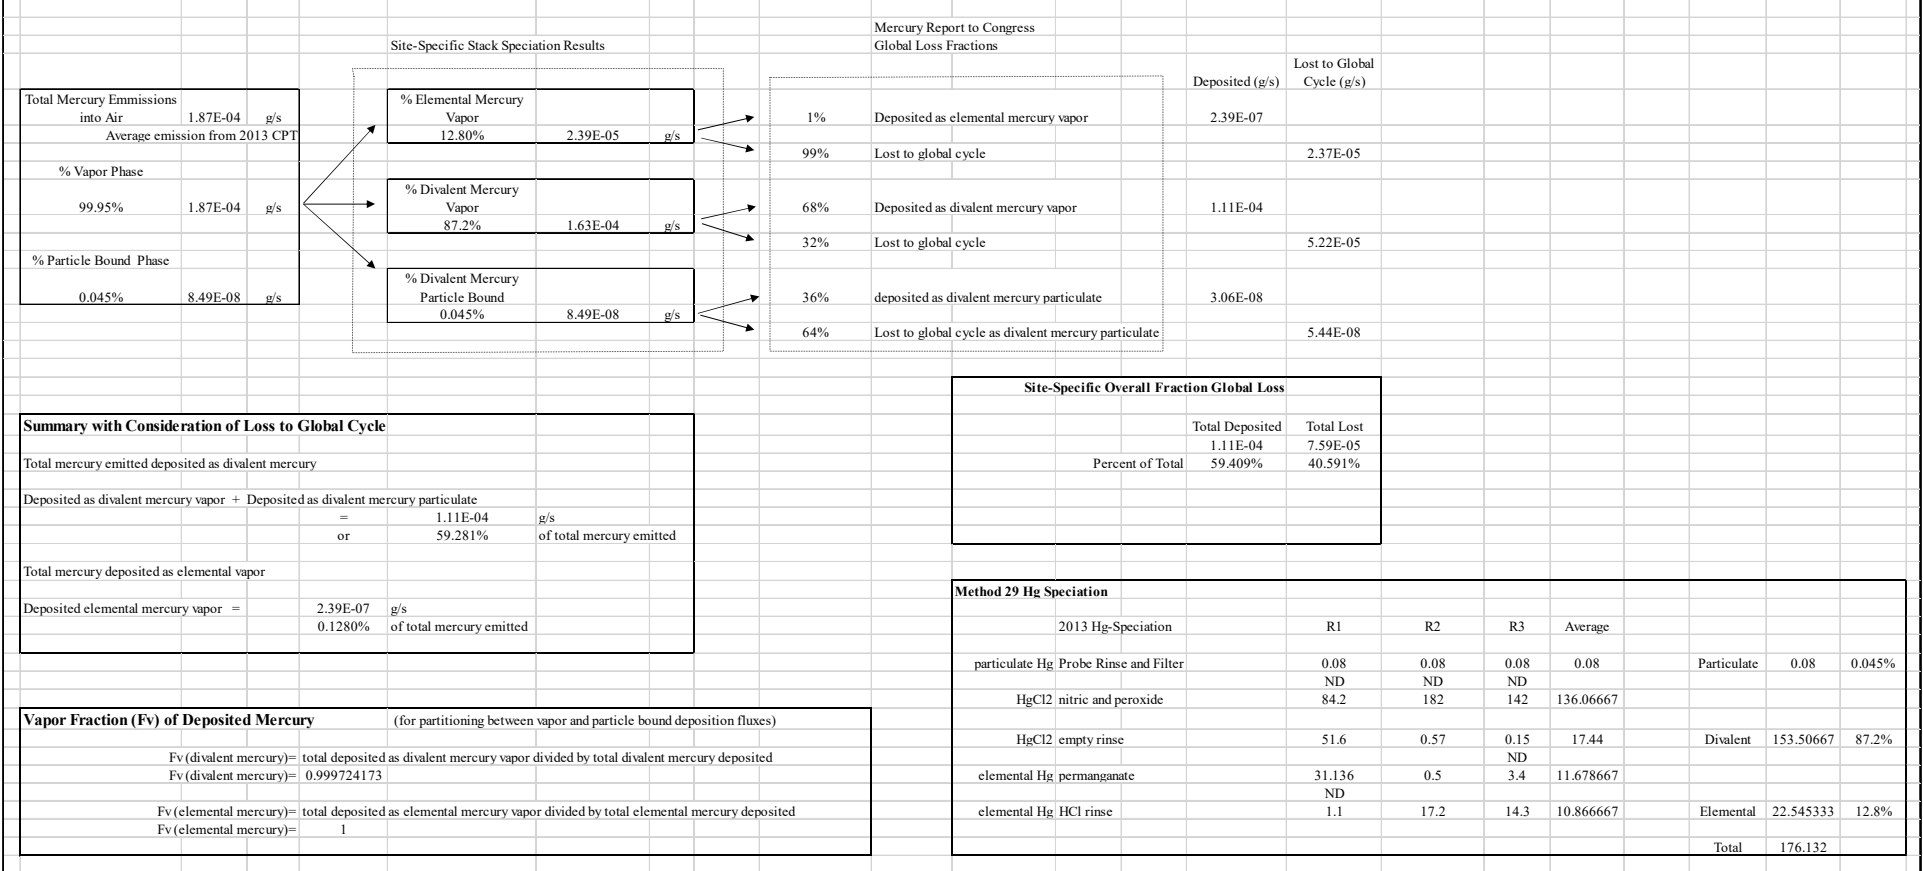 Mercury Report to Congress
Site-Specific Stack Speciation Results
Global Loss Fractions
Lost to Global
Deposited (g/s) Cycle (g/s)
Total Mercury Emmissions
into Air 1.87E-04 g/s
Average emission from 2013 CPT
% Vapor Phase
99.95% 1.87E-04 g/s
% Particle Bound Phase
0.045% 8.49E-08 g/s
% Elemental Mercury
Vapor
12.80% 2.39E-05 g/s
% Divalent Mercury
Vapor
87.2% 1.63E-04 g/s
% Divalent Mercury
Particle Bound
0.045% 8.49E-08 g/s
1% Deposited as elemental mercury vapor 2.39E-07
99% Lost to global cycle 2.37E-05
68% Deposited as divalent mercury vapor 1.11E-04
32% Lost to global cycle 5.22E-05
36% deposited as divalent mercury particulate 3.06E-08
64% Lost to global cycle as divalent mercury particulate 5.44E-08
Site-Specific Overall Fraction Global Loss
Total Deposited Total Lost
1.11E-04 7.59E-05
Percent of Total 59.409% 40.591%
Summary with Consideration of Loss to Global Cycle
Total mercury emitted deposited as divalent mercury
Deposited as divalent mercury vapor + Deposited as divalent mercury particulate
= 1.11E-04 g/s
or 59.281% of total mercury emitted
Total mercury deposited as elemental vapor
Deposited elemental mercury vapor = 2.39E-07 g/s
0.1280% of total mercury emitted
Vapor Fraction (Fv) of Deposited Mercury (for partitioning between vapor and particle bound deposition fluxes)
Fv (divalent mercury)= total deposited as divalent mercury vapor divided by total divalent mercury deposited
Fv (divalent mercury)= 0.999724173
Fv (elemental mercury)= total deposited as elemental mercury vapor divided by total elemental mercury deposited
Fv (elemental mercury)= 1
Method 29 Hg Speciation
2013 Hg-Speciation R1 R2 R3 Average
particulate Hg Probe Rinse and Filter 0.08 0.08 0.08 0.08 Particulate 0.08 0.045%
ND ND ND
HgCl2 nitric and peroxide 84.2 182 142 136.06667
HgCl2 empty rinse 51.6 0.57 0.15 17.44 Divalent 153.50667 87.2%
ND
elemental Hg permanganate 31.136 0.5 3.4 11.678667
ND
elemental Hg HCl rinse 1.1 17.2 14.3 10.866667 Elemental 22.545333 12.8%
Total 176.132